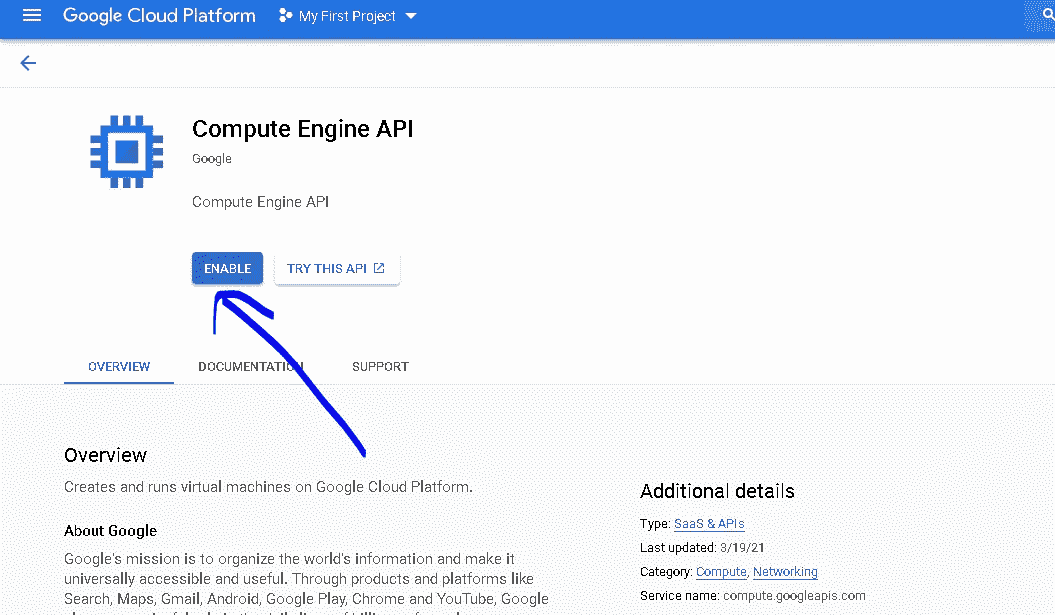 Google Cloud Platform My First Project
Compute Engine API
Google
Compute Engine API
ENABLE TRY THIS API
OVERVIEW DOCUMENTATION SUPPORT
Overview
Creates and runs virtual machines on Google Cloud Platform.
About Google
Google's mission is to organize the world's information and make it
universally accessible and useful. Through products and platforms like
Search, Maps, Gmail, Android, Google Play, Chrome and YouTube, Google
Additional details
Type: SaaS & APIs
Last updated: 3/19/21
Category: Compute, Networking
Service name: compute.googleapis.com